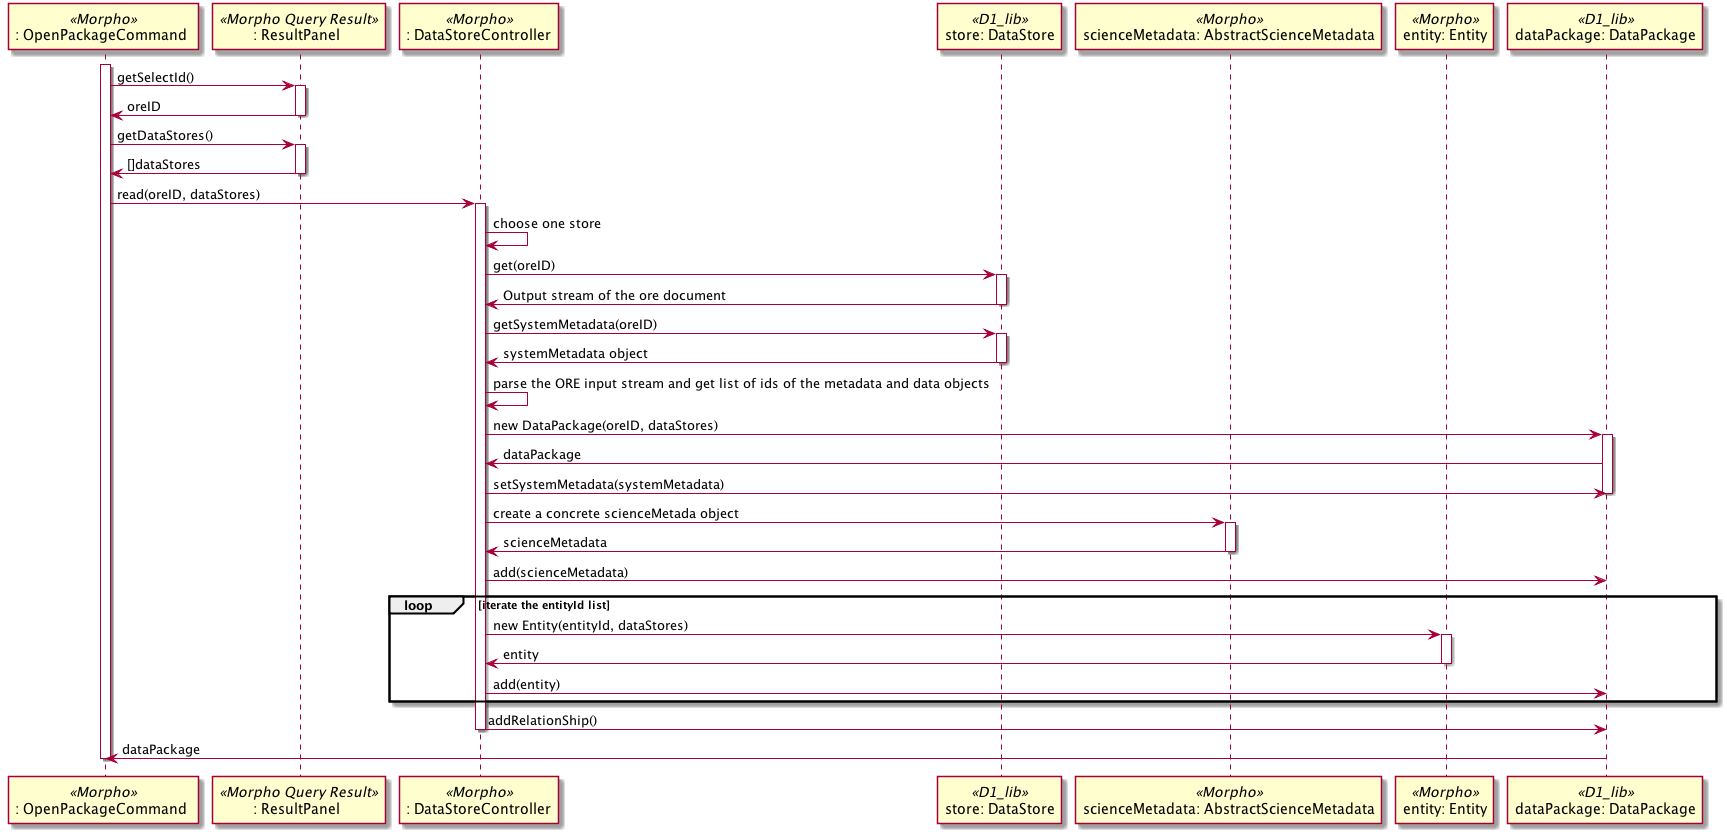 «Morpho»
: OpenPackageCommand
«Morpho Query Result»
: ResultPanel
«Morpho»
: DataStoreController
«D1_lib»
store: DataStore
«Morpho»
scienceMetadata: AbstractScienceMetadata
«Morpho»
entity: Entity
«D1_lib»
dataPackage: DataPackage
getSelectId()
oreID
getDataStores()
[]dataStores
read(oreID, dataStores)
choose one store
get(oreID)
Output stream of the ore document
getSystemMetadata(oreID)
systemMetadata object
parse the ORE input stream and get list of ids of the metadata and data objects
new DataPackage(oreID, dataStores)
dataPackage
setSystemMetadata(systemMetadata)
create a concrete scienceMetada object
scienceMetadata
add(scienceMetadata)
loop [iterate the entityId list]
new Entity(entityId, dataStores)
entity
add(entity)
addRelationShip()
dataPackage
«Morpho»
: OpenPackageCommand
«Morpho Query Result»
: ResultPanel
«Morpho»
: DataStoreController
«D1_lib»
store: DataStore
«Morpho»
scienceMetadata: AbstractScienceMetadata
«Morpho»
entity: Entity
«D1_lib»
dataPackage: DataPackage